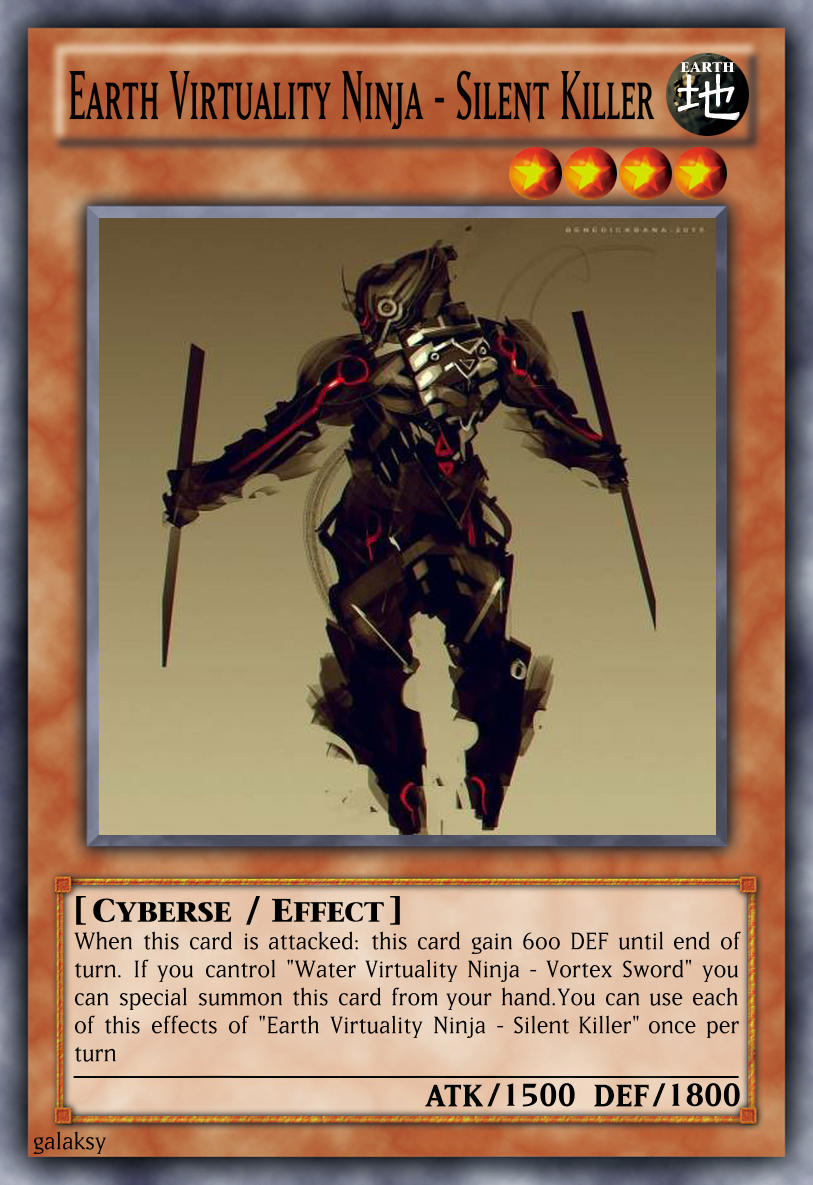 Earth Virtuality Ninja - Silent Killer
EARTH
地
BENEDICKBANA-2015
[ Cyberse / Effect ]
When this card is attacked: this card gain 600 DEF until end of
turn. If you cantrol "Water Virtuality Ninja - Vortex Sword" you
can special summon this card from your hand.You can use each
of this effects of "Earth Virtuality Ninja - Silent Killer" once per
turn
ATK/1500 DEF/1800
galaksy